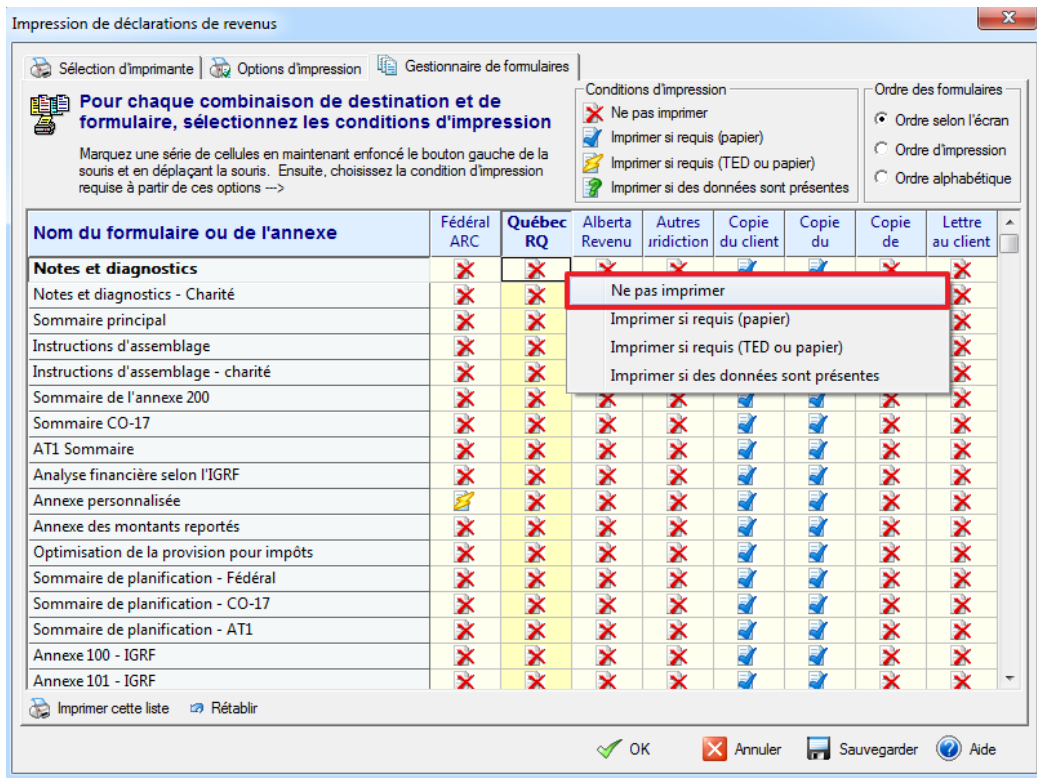 Impression de déclarations de revenus
Sélection d'imprimante
Options d'impression
Gestionnaire de formulaires
Pour chaque combinaison de destination et de
formulaire, sélectionnez les conditions d'impression
Marquez une série de cellules en maintenant enfoncé le bouton gauche de la
souris et en déplaçant la souris. Ensuite, choisissez la condition d'impression
requise à partir de ces options --->
Conditions d'impression
Ne pas imprimer
Imprimer si requis (papier)
Imprimer si requis (TED ou papier)
Imprimer si des données sont présentes
Ordre des formulaires
Ordre selon l'écran
Ordre d'impression
Ordre alphabétique
Nom du formulaire ou de l'annexe
Fédéral
ARC
Québec
RQ
Alberta
Revenu
Autres
uridiction
Copie
du client
Copie
du
Copie
de
Lettre
au client
Notes et diagnostics
Notes et diagnostics - Charité
Sommaire principal
Instructions d'assemblage
Instructions d'assemblage - charité
Sommaire de l'annexe 200
Sommaire CO-17
AT1 Sommaire
Analyse financière selon l'IGRF
Annexe personnalisée
Annexe des montants reportés
Optimisation de la provision pour impôts
Sommaire de planification - Fédéral
Sommaire de planification - CO-17
Sommaire de planification - AT1
Annexe 100 - IGRF
Annexe 101 - IGRF
Ne pas imprimer
Imprimer si requis (papier)
Imprimer si requis (TED ou papier)
Imprimer si des données sont présentes
Imprimer cette liste
Rétablir
OK
Annuler
Sauvegarder
Aide